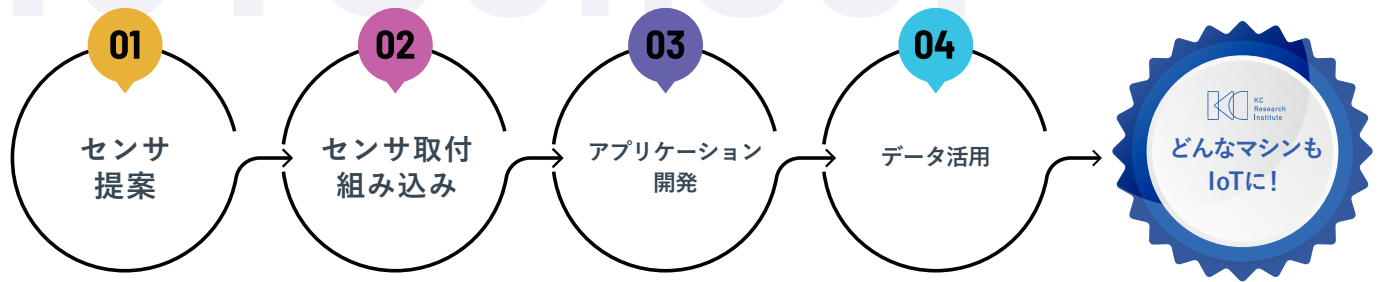 01
センサ
提案
02
センサ取付
組み込み
03
アプリケーション
開発
04
データ活用
KC
Research
Institute
どんなマシンも
IoTに!